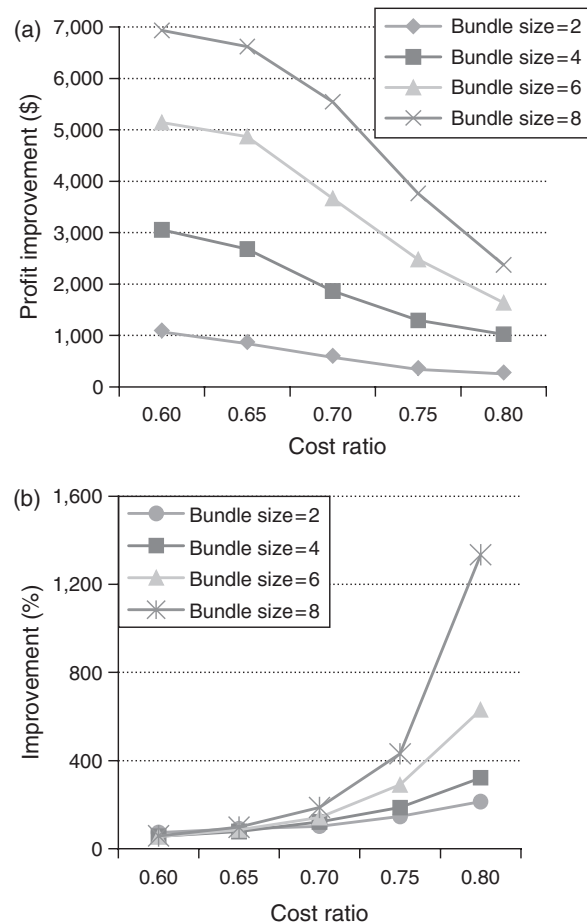 (a)
7,000
6,000
5,000
4,000
3,000
2,000
1,000
0
Profit improvement ($)
0.60 0.65 0.70 0.75 0.80
Cost ratio
Bundle size=2
Bundle size=4
Bundle size=6
Bundle size=8
(b)
1,600
1,200
800
400
0
Improvement (%)
Bundle size=2
Bundle size=4
Bundle size=6
Bundle size=8
0.60 0.65 0.70 0.75 0.80
Cost ratio